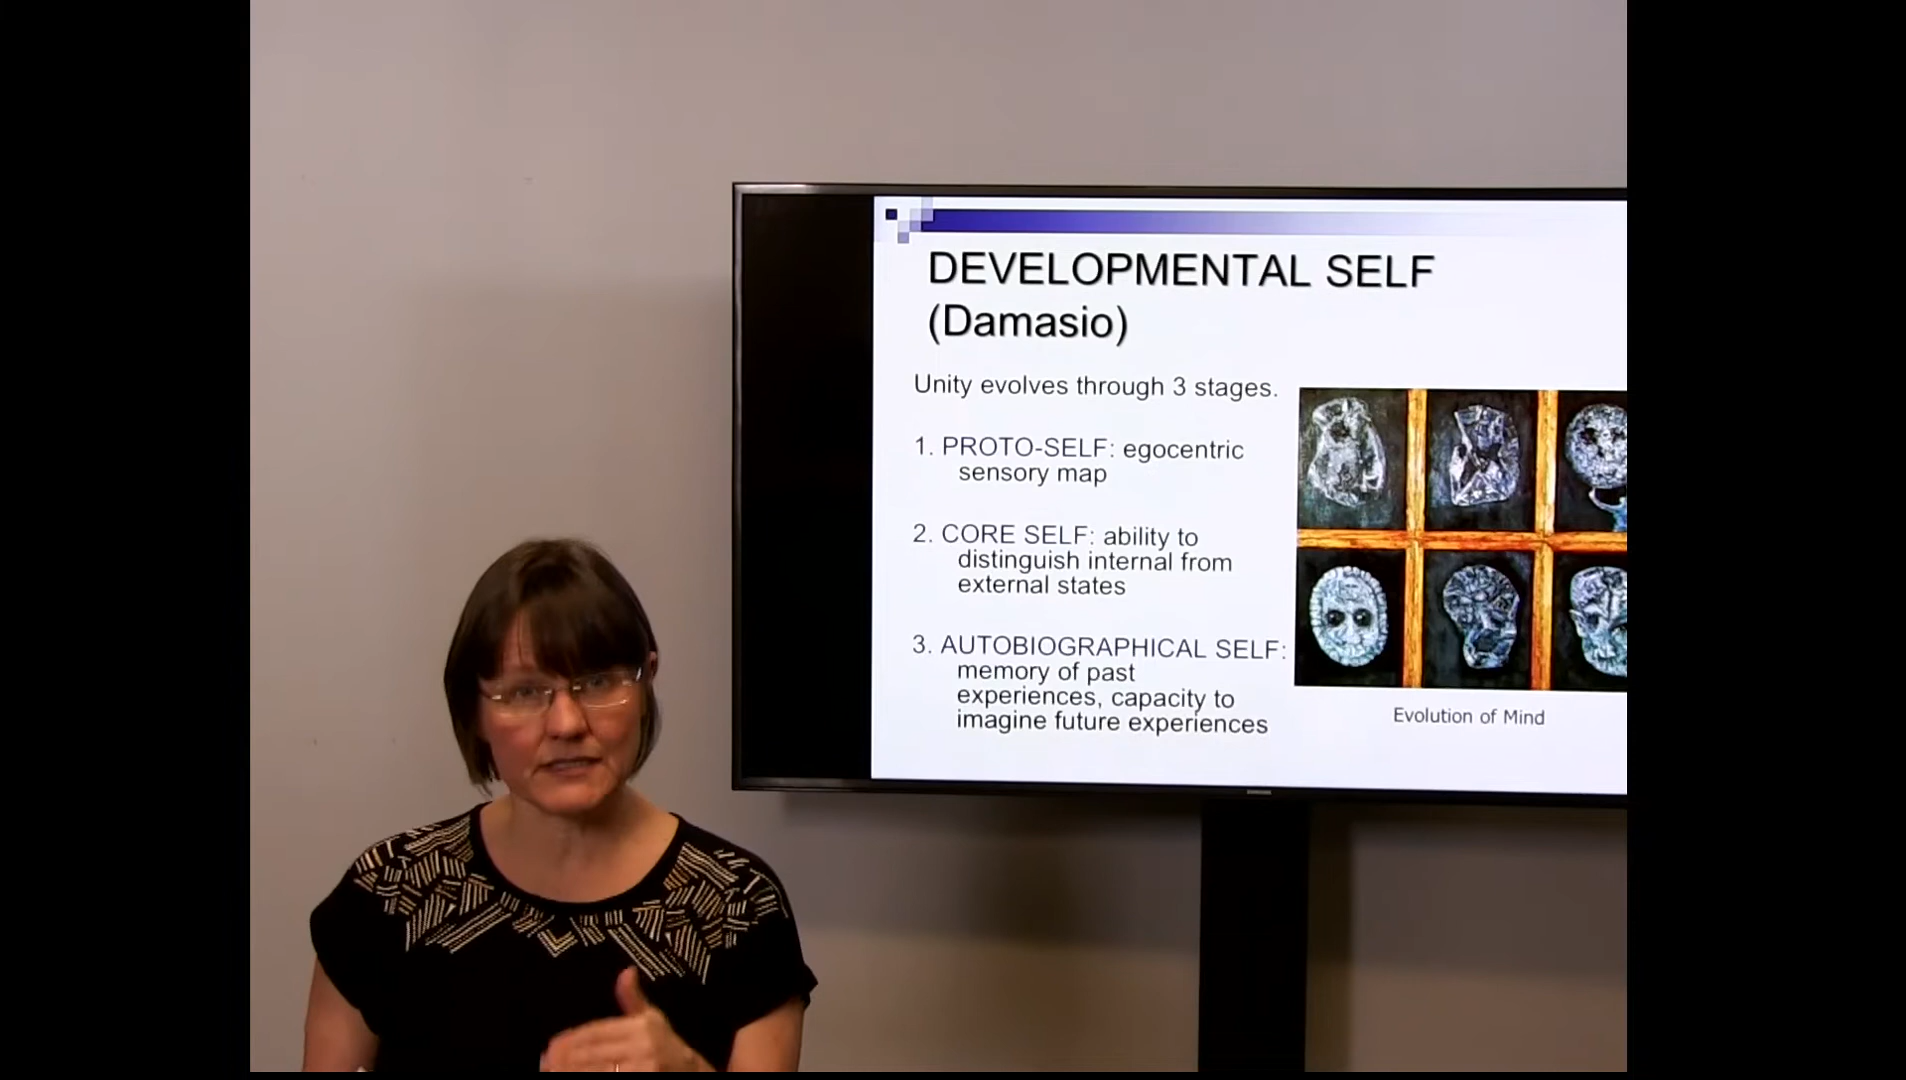 DEVELOPMENTAL SELF
(Damasio)
Unity evolves through 3 stages.
1. PROTO-SELF: egocentric
sensory map
2. CORE SELF: ability to
distinguish internal from
external states
3. AUTOBIOGRAPHICAL SELF:
memory of past
experiences, capacity to
imagine future experiences
Evolution of Mind